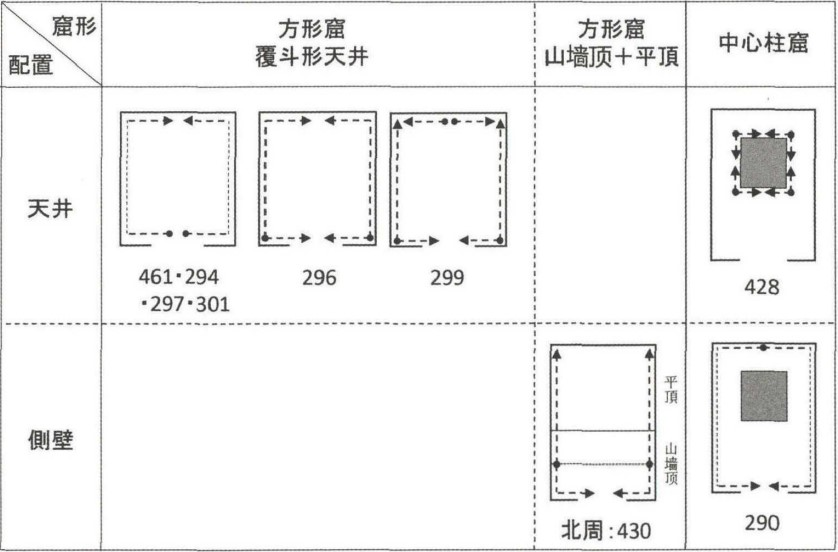 窟形
配置
方形窟
覆斗形天井
方形窟
山墙顶＋平頂
中心柱窟
天井
461・294
・297・301
296
299
428
側壁
平頂
山墙顶
北周：430
290